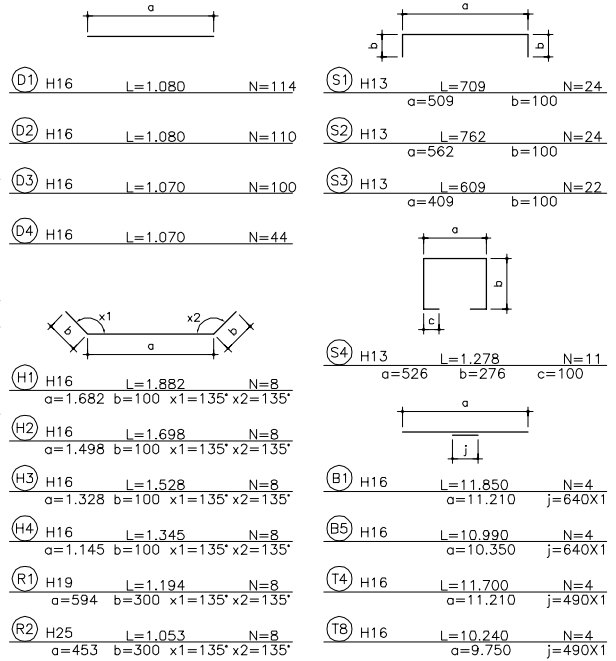 a
D1 H16 L=1.080 N=114
D2 H16 L=1.080 N=110
D3 H16 L=1.070 N=100
D4 H16 L=1.070 N=44
b x1 x2 b
a
H1 H16 L=1.882 N=8
a=1.682 b=100 x1=135° x2=135°
H2 H16 L=1.698 N=8
a=1.498 b=100 x1=135° x2=135°
H3 H16 L=1.528 N=8
a=1.328 b=100 x1=135° x2=135°
H4 H16 L=1.345 N=8
a=1.145 b=100 x1=135° x2=135°
R1 H19 L=1.194 N=8
a=594 b=300 x1=135° x2=135°
R2 H25 L=1.053 N=8
a=453 b=300 x1=135° x2=135°
a
b b
S1 H13 L=709 N=24
a=509 b=100
S2 H13 L=762 N=24
a=562 b=100
S3 H13 L=609 N=22
a=409 b=100
a
b
c
S4 H13 L=1.278 N=11
a=526 b=276 c=100
a
j
B1 H16 L=11.850 N=4
a=11.210 j=640X1
B5 H16 L=10.990 N=4
a=10.350 j=640X1
T4 H16 L=11.700 N=4
a=11.210 j=490X1
T8 H16 L=10.240 N=4
a=9.750 j=490X1